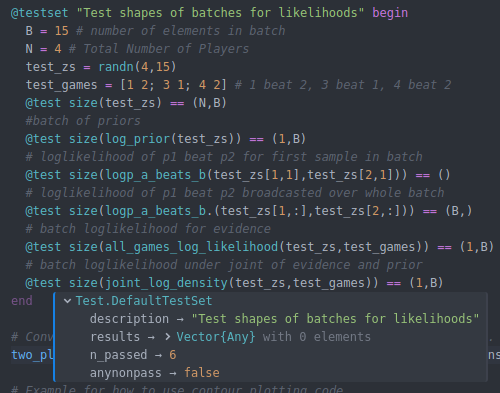 @testset "Test shapes of batches for likelihoods" begin
B = 15 # number of elements in batch
N = 4 # Total Number of Players
test_zs = randn(4,15)
test_games = [1 2; 3 1; 4 2] # 1 beat 2, 3 beat 1, 4 beat 2
@test size(test_zs) == (N,B)
#batch of priors
@test size(log_prior(test_zs)) == (1,B)
# loglikelihood of p1 beat p2 for first sample in batch
@test size(logp_a_beats_b(test_zs[1,1],test_zs[2,1])) == ()
# loglikelihood of p1 beat p2 broadcasted over whole batch
@test size(logp_a_beats_b.(test_zs[1,:],test_zs[2,:])) == (B,)
# batch loglikelihood for evidence
@test size(all_games_log_likelihood(test_zs,test_games)) == (1,B)
# batch loglikelihood under joint of evidence and prior
@test size(joint_log_density(test_zs,test_games)) == (1,B)
end
Test.DefaultTestSet
description → "Test shapes of batches for likelihoods"
# Conv
results → Vector{Any} with 0 elements
two_pl
n_passed → 6
ns
anynonpass → false
# Example for how to use contour plotting code